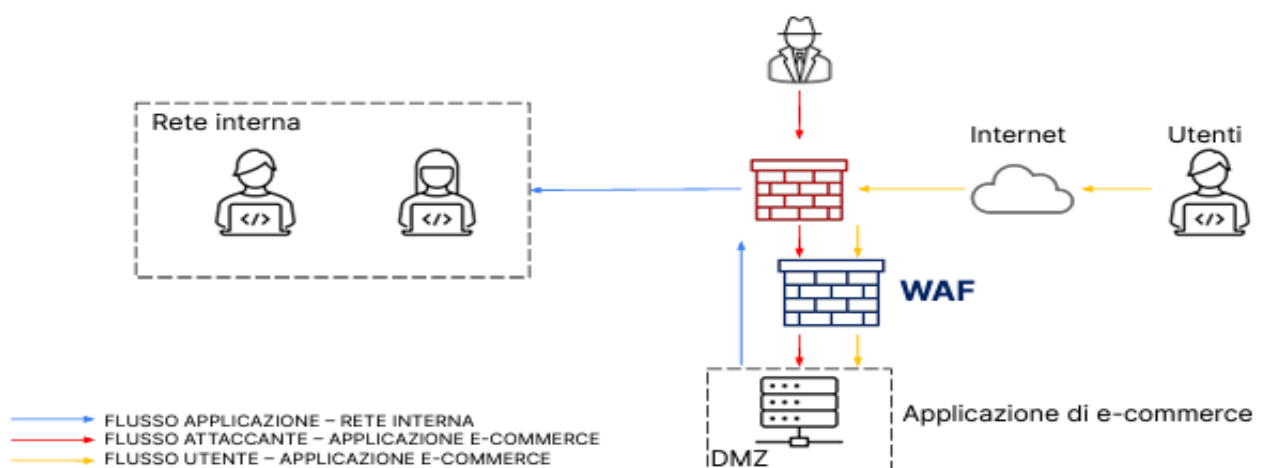 Rete interna
Internet
Utenti
</>
</>
</>
WAF
Applicazione di e-commerce
DMZ
FLUSSO APPLICAZIONE – RETE INTERNA
FLUSSO ATTACCANTE – APPLICAZIONE E-COMMERCE
FLUSSO UTENTE – APPLICAZIONE E-COMMERCE